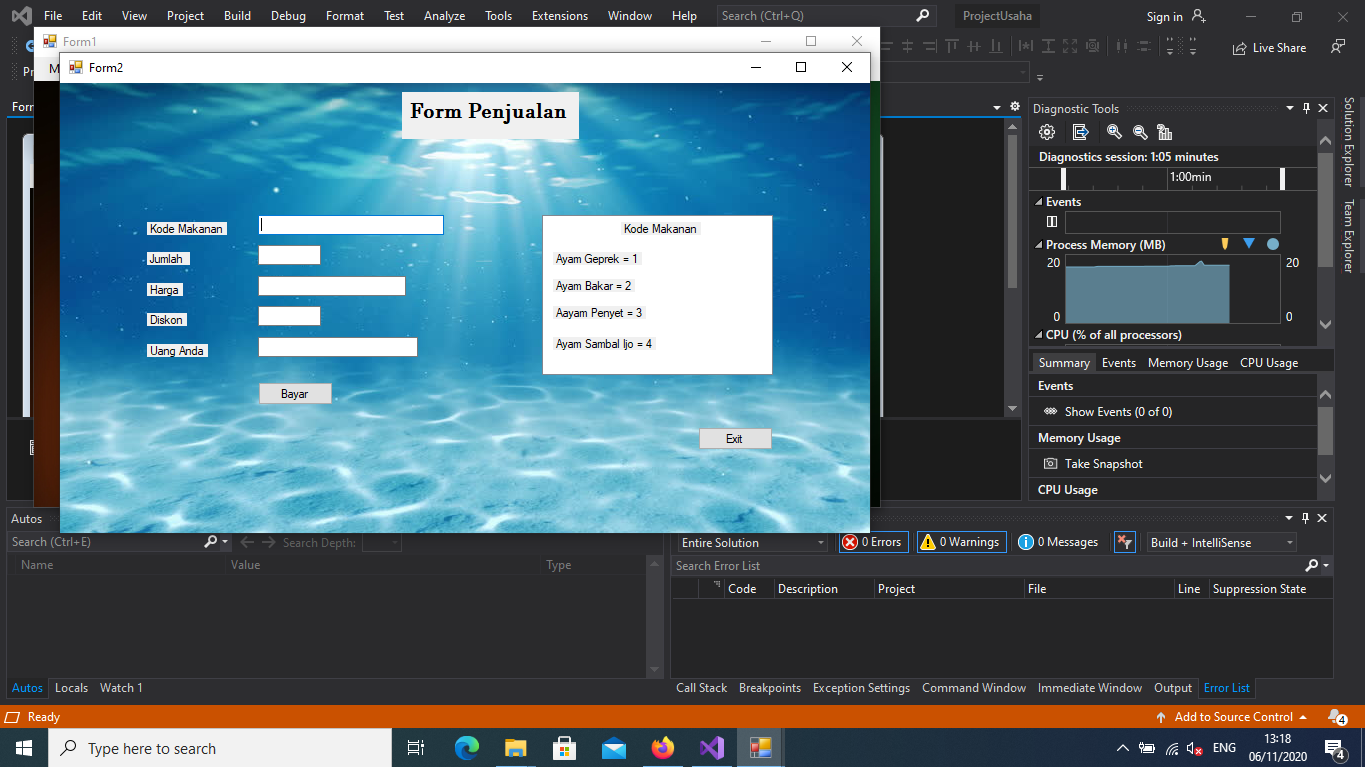 File Edit View Project Build Debug Format Test Analyze Tools Extensions Window Help Search (Ctrl+Q) ProjectUsaha Sign in
Form1
Live Share
Form2
Form Penjualan
Diagnostic Tools
Diagnostics session: 1:05 minutes
1:00min
Events
Process Memory (MB)
20 20
0 0
CPU (% of all processors)
Summary Events Memory Usage CPU Usage
Events
Show Events (0 of 0)
Memory Usage
Take Snapshot
CPU Usage
Solution Explorer
Team Explorer
Kode Makanan
Jumlah
Harga
Diskon
Uang Anda
Bayar
Kode Makanan
Ayam Geprek = 1
Ayam Bakar = 2
Aayam Penyet = 3
Ayam Sambal Ijo = 4
Exit
Autos
Search (Ctrl+E) Search Depth:
Name Value Type
Autos Locals Watch 1
Entire Solution 0 Errors 0 Warnings 0 Messages Build + IntelliSense
Search Error List
Code Description Project File Line Suppression State
Call Stack Breakpoints Exception Settings Command Window Immediate Window Output Error List
Ready Add to Source Control 4
Type here to search ENG 13:18
06/11/2020 4